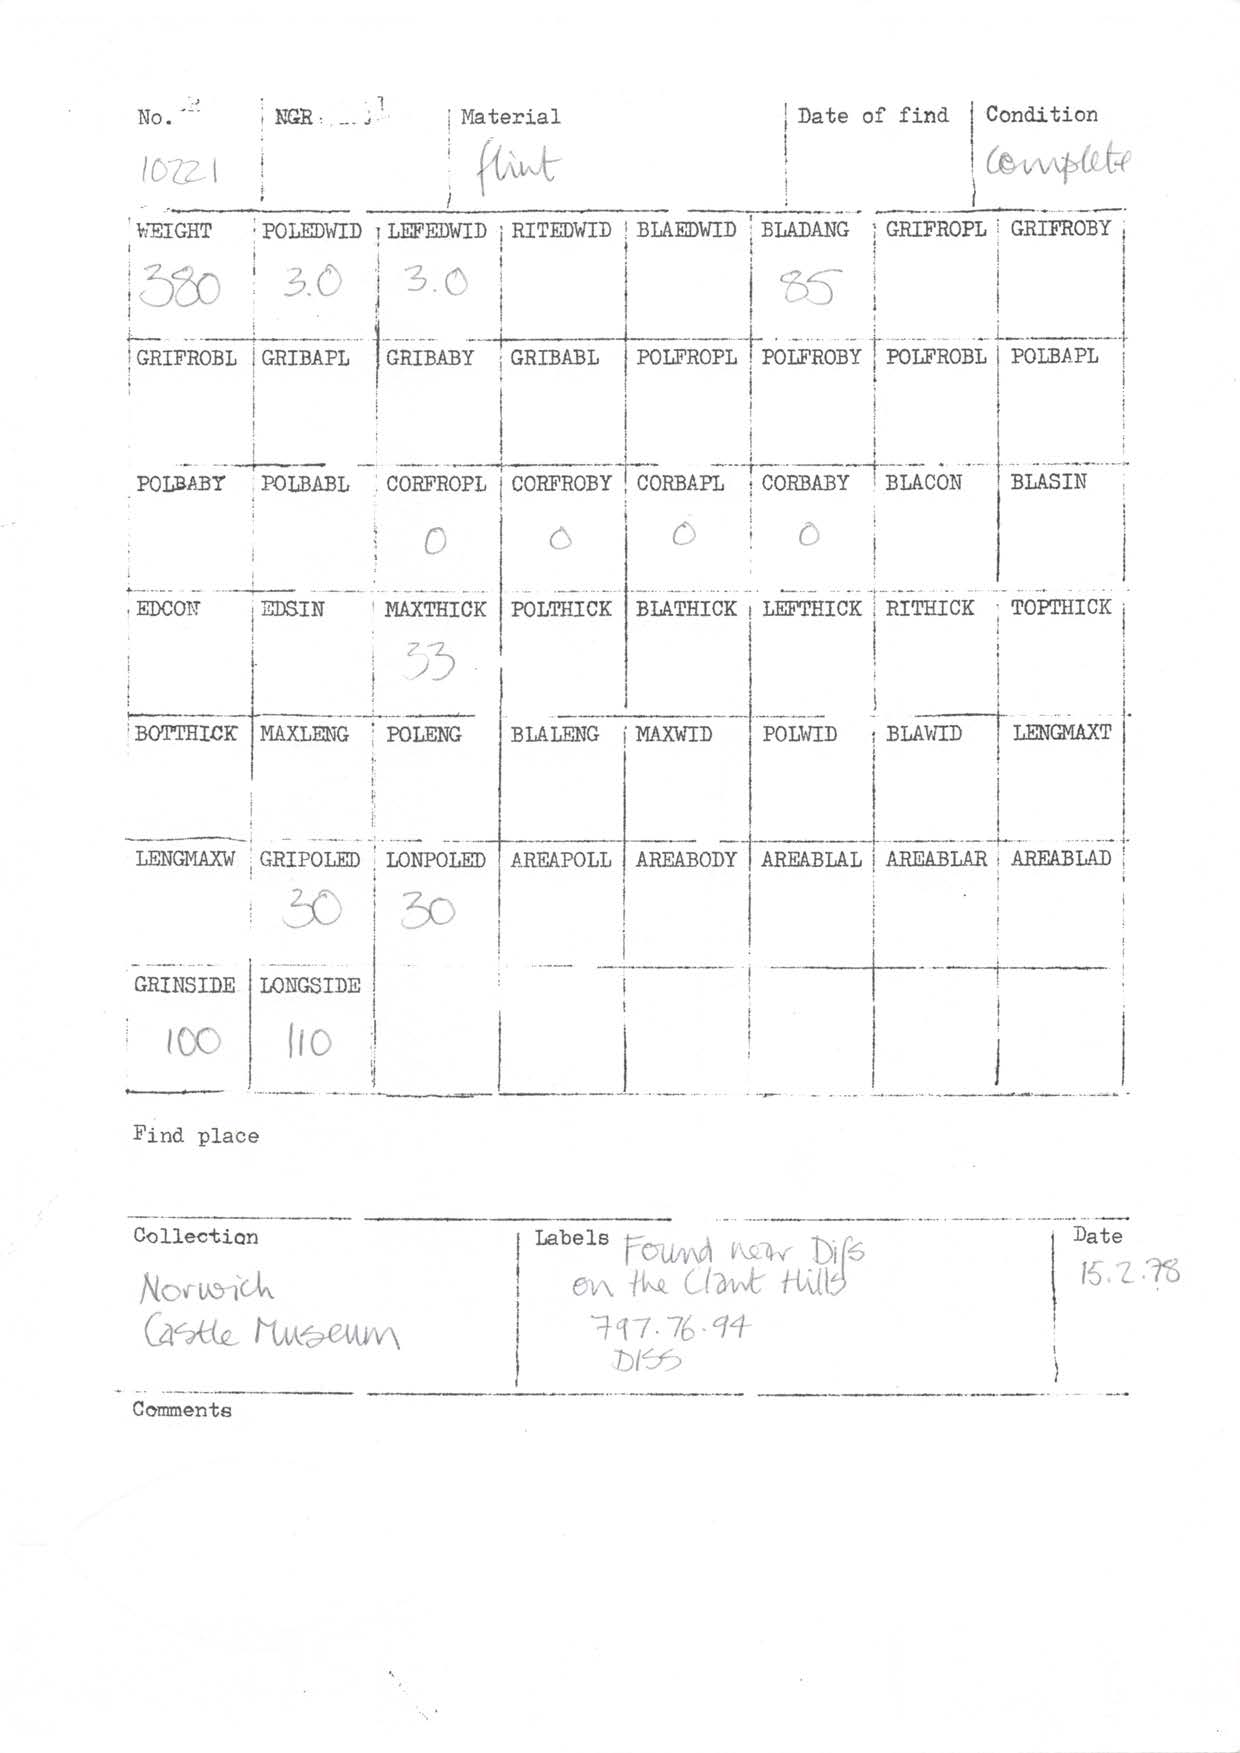 No. NGR Material Date of find Condition
10221 flint complete
WEIGHT POLEDWID LEFEDWID RITEDWID BLAEDWID BLADANG GRIFROPL GRIFROBY
380 3.0 3.0 85
GRIFROBL GRIBAPL GRIBABY GRIBABL POLFROPL POLFROBY POLFROBL POLBAPL
POLBABY POLBABL CORFROPL CORFROBY CORBAPL CORBABY BLACON BLASIN
0 0 0 0
EDCON EDSIN MAXTHICK POLTHICK BLATHICK LEFTHICK RITHICK TOPTHICK
33
BOTTHICK MAXLENG POLENG BLALENG MAXWID POLWID BLAWID LENGMAXT
LENGMAXW GRIPOLED LONPOLED AREAPOLL AREABODY AREABLAL AREABLAR AREABLAD
30 30
GRINSIDE LONGSIDE
100 110
Find place
Collection Labels Date
Found near Diss
on the Clant Hills
15.2.78
Norwich
Castle Museum
797.76.94
DISS
Comments